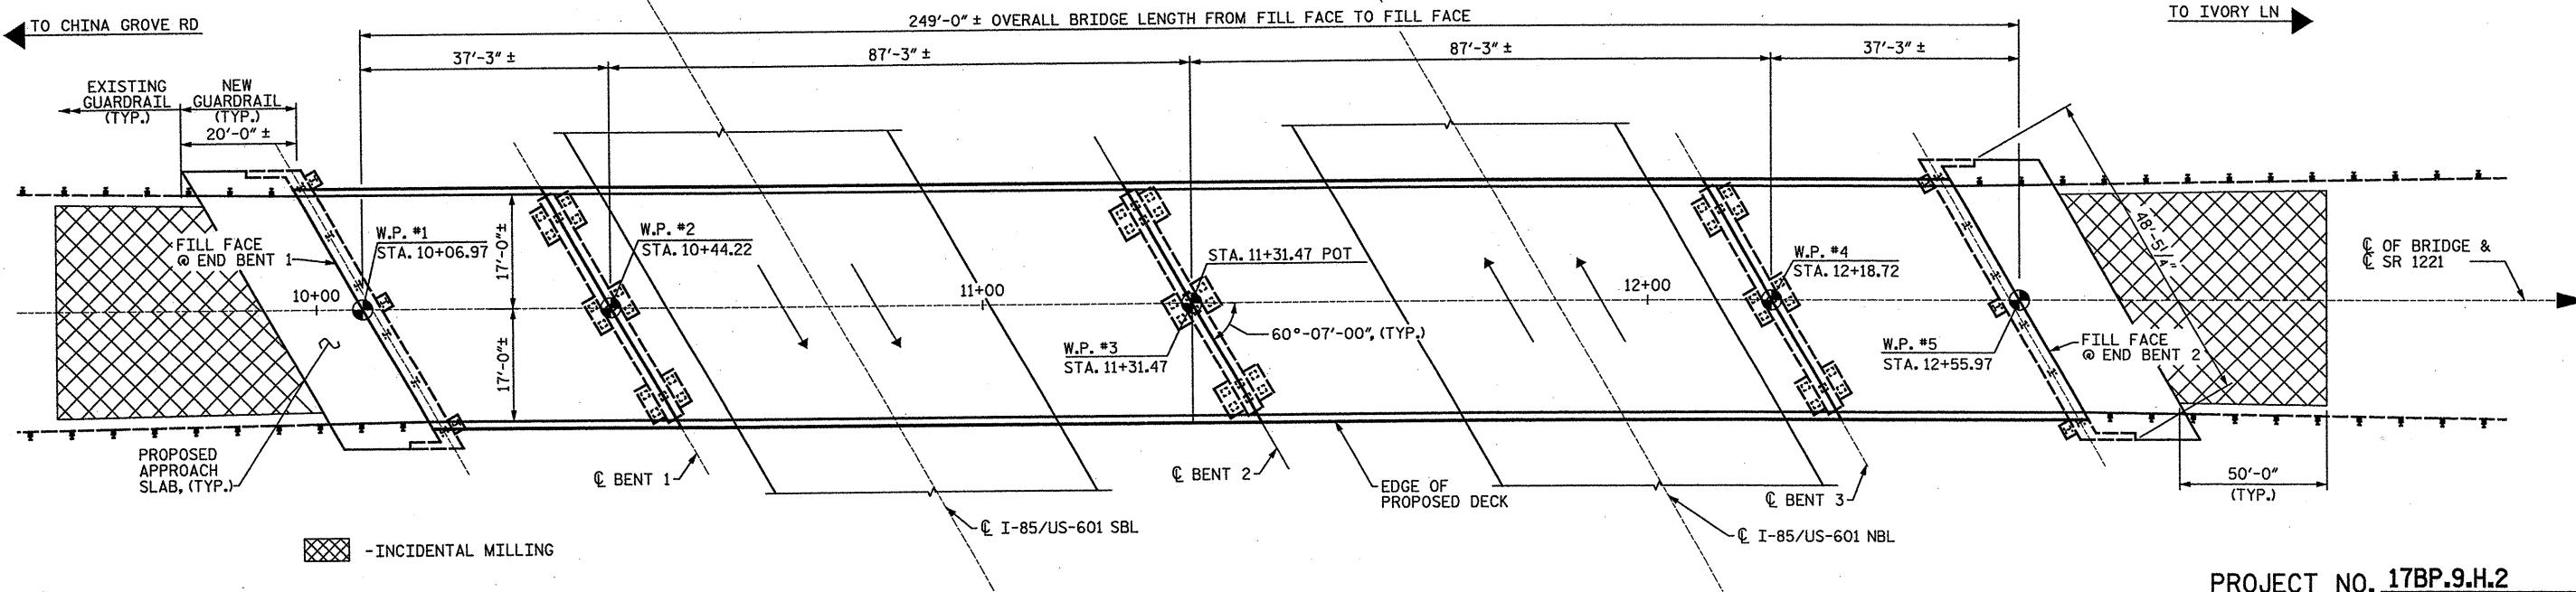 TO CHINA GROVE RD
249'-0" ± OVERALL BRIDGE LENGTH FROM FILL FACE TO FILL FACE
TO IVORY LN
37'-3" ±
87'-3" ±
87'-3" ±
37'-3" ±
EXISTING
GUARDRAIL
(TYP.)
NEW
GUARDRAIL
(TYP.)
20'-0" ±
FILL FACE
@ END BENT 1
W.P. #1
STA. 10+06.97
17'-0"±
17'-0"±
W.P. #2
STA. 10+44.22
STA. 11+31.47 POT
W.P. #4
STA. 12+18.72
48'-5¼"
℄ OF BRIDGE &
℄ SR 1221
10+00
11+00
12+00
60°-07'-00", (TYP.)
W.P. #3
STA. 11+31.47
W.P. #5
STA. 12+55.97
FILL FACE
@ END BENT 2
PROPOSED
APPROACH
SLAB, (TYP.)
℄ BENT 1
℄ BENT 2
EDGE OF
PROPOSED DECK
℄ BENT 3
50'-0"
(TYP.)
℄ I-85/US-601 SBL
℄ I-85/US-601 NBL
-INCIDENTAL MILLING
PROJECT NO. 17BP.9.H.2